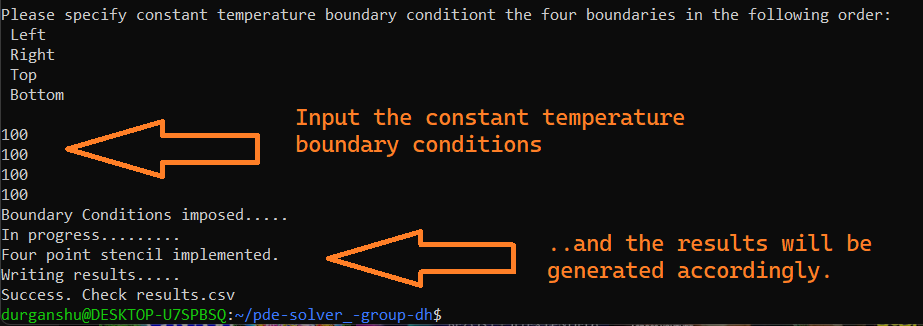 Please specify constant temperature boundary conditiont the four boundaries in the following order:
Left
Right
Top
Bottom
100
100
100
100
Input the constant temperature
boundary conditions
Boundary Conditions imposed.....
In progress.........
Four point stencil implemented.
Writing results.....
Success. Check results.csv
..and the results will be
generated accordingly.
durganshu@DESKTOP-U7SPBSQ:~/pde-solver_-group-dh$